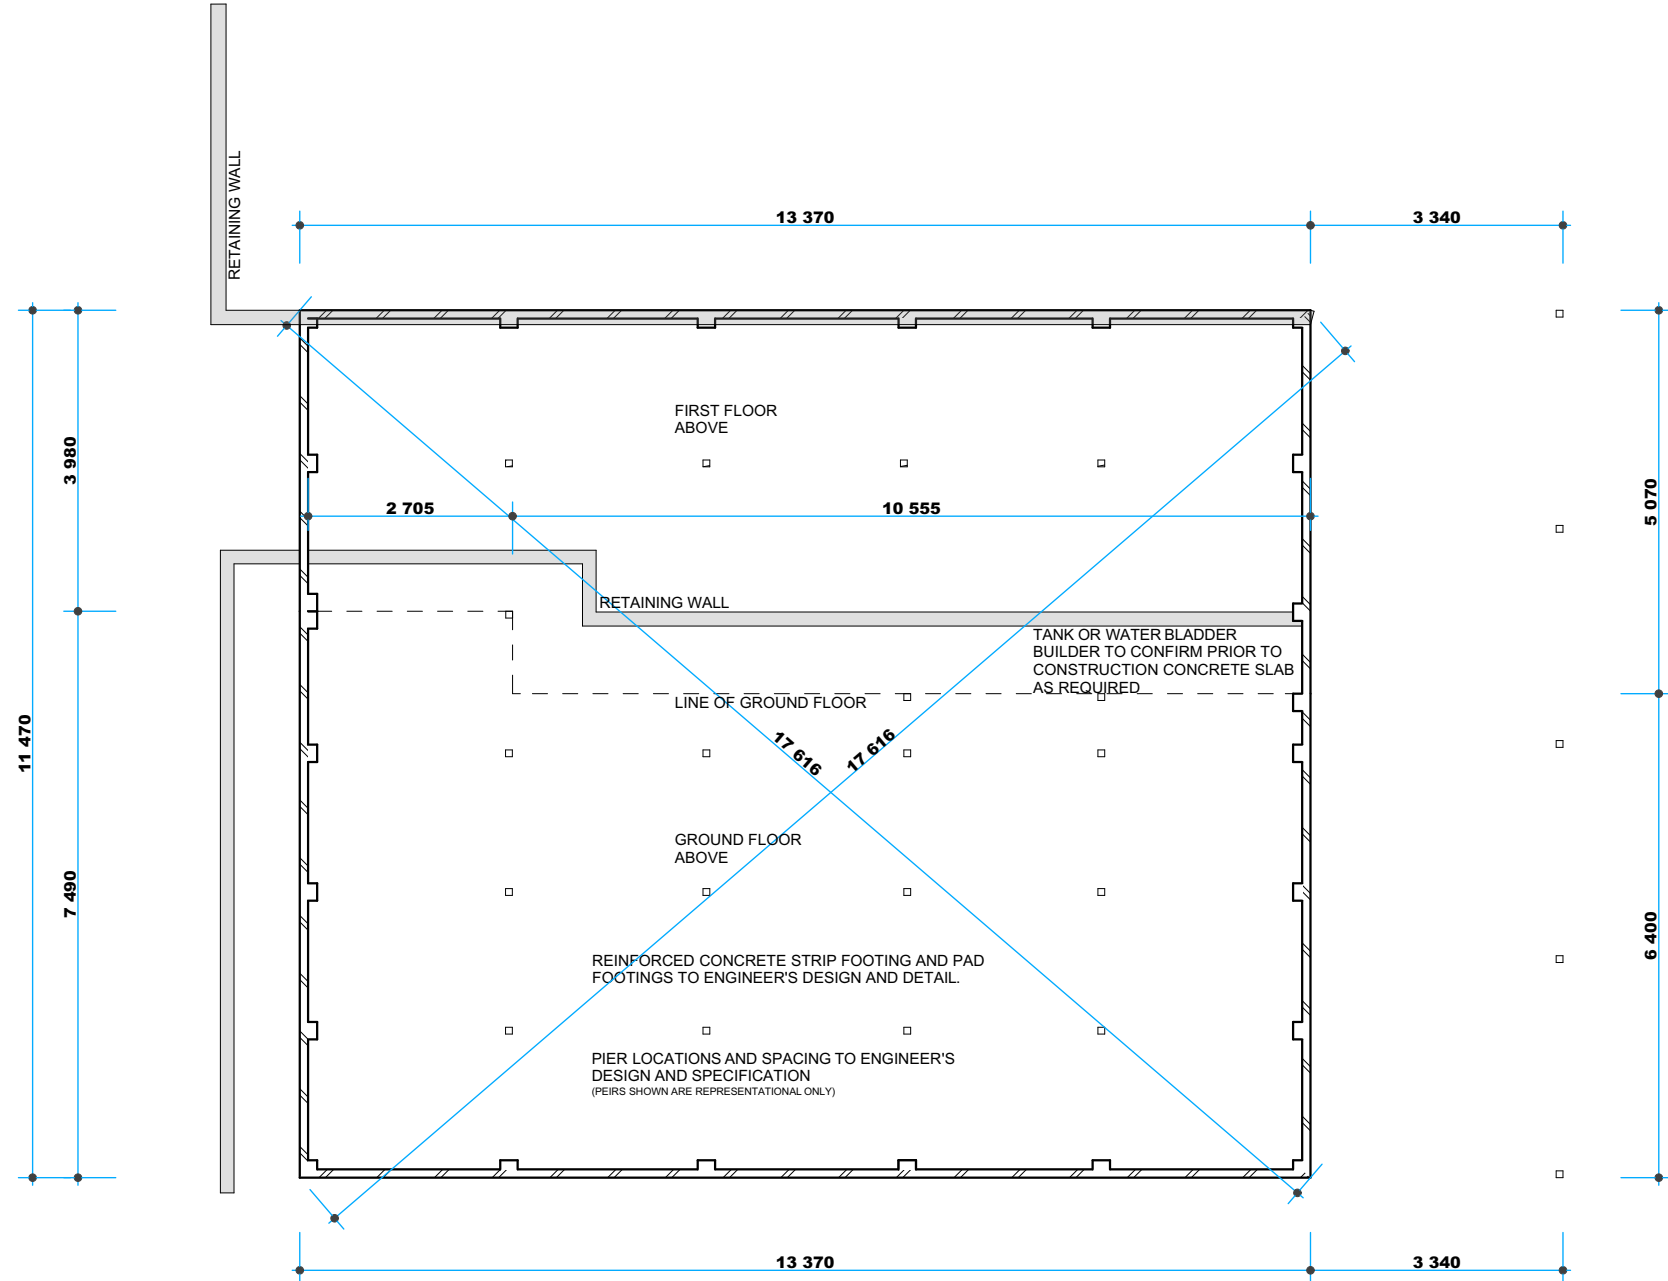 RETAINING WALL
13 370
3 340
FIRST FLOOR
ABOVE
3 980
2 705
10 555
5 070
RETAINING WALL
TANK OR WATER BLADDER
BUILDER TO CONFIRM PRIOR TO
CONSTRUCTION CONCRETE SLAB
AS REQUIRED
LINE OF GROUND FLOOR
11 470
17 616
17 616
GROUND FLOOR
ABOVE
7 490
6 400
REINFORCED CONCRETE STRIP FOOTING AND PAD
FOOTINGS TO ENGINEER'S DESIGN AND DETAIL.
PIER LOCATIONS AND SPACING TO ENGINEER'S
DESIGN AND SPECIFICATION
(PEIRS SHOWN ARE REPRESENTATIONAL ONLY)
13 370
3 340